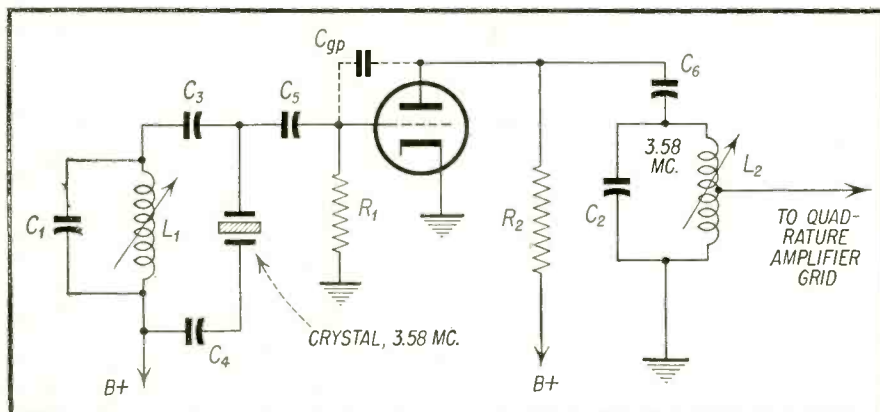 C₁
L₁
B+
C₃
C₄
CRYSTAL, 3.58 MC.
C₅
Cgp
R₁
R₂
B+
C₆
3.58
MC.
C₂
L₂
TO QUAD-
RATURE
AMPLIFIER
GRID